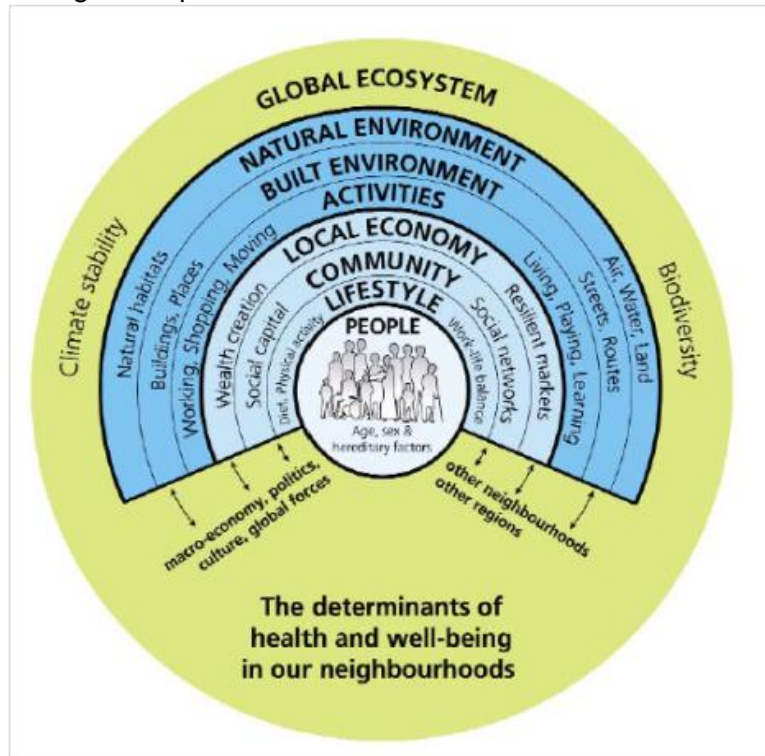 GLOBAL ECOSYSTEM
NATURAL ENVIRONMENT
BUILT ENVIRONMENT
ACTIVITIES
LOCAL ECONOMY
COMMUNITY
LIFESTYLE
PEOPLE
Age, sex &
hereditary factors
Climate stability
Natural habitats
Buildings, Places
Working, Shopping, Moving
Wealth creation
Social capital
Diet, Physical activity
Work-life balance
Social networks
Resilient markets
Living, Playing, Learning
Streets, Routes
Air, Water, Land
Biodiversity
macro-economy, politics,
culture, global forces
other neighbourhoods
other regions
The determinants of
health and well-being
in our neighbourhoods